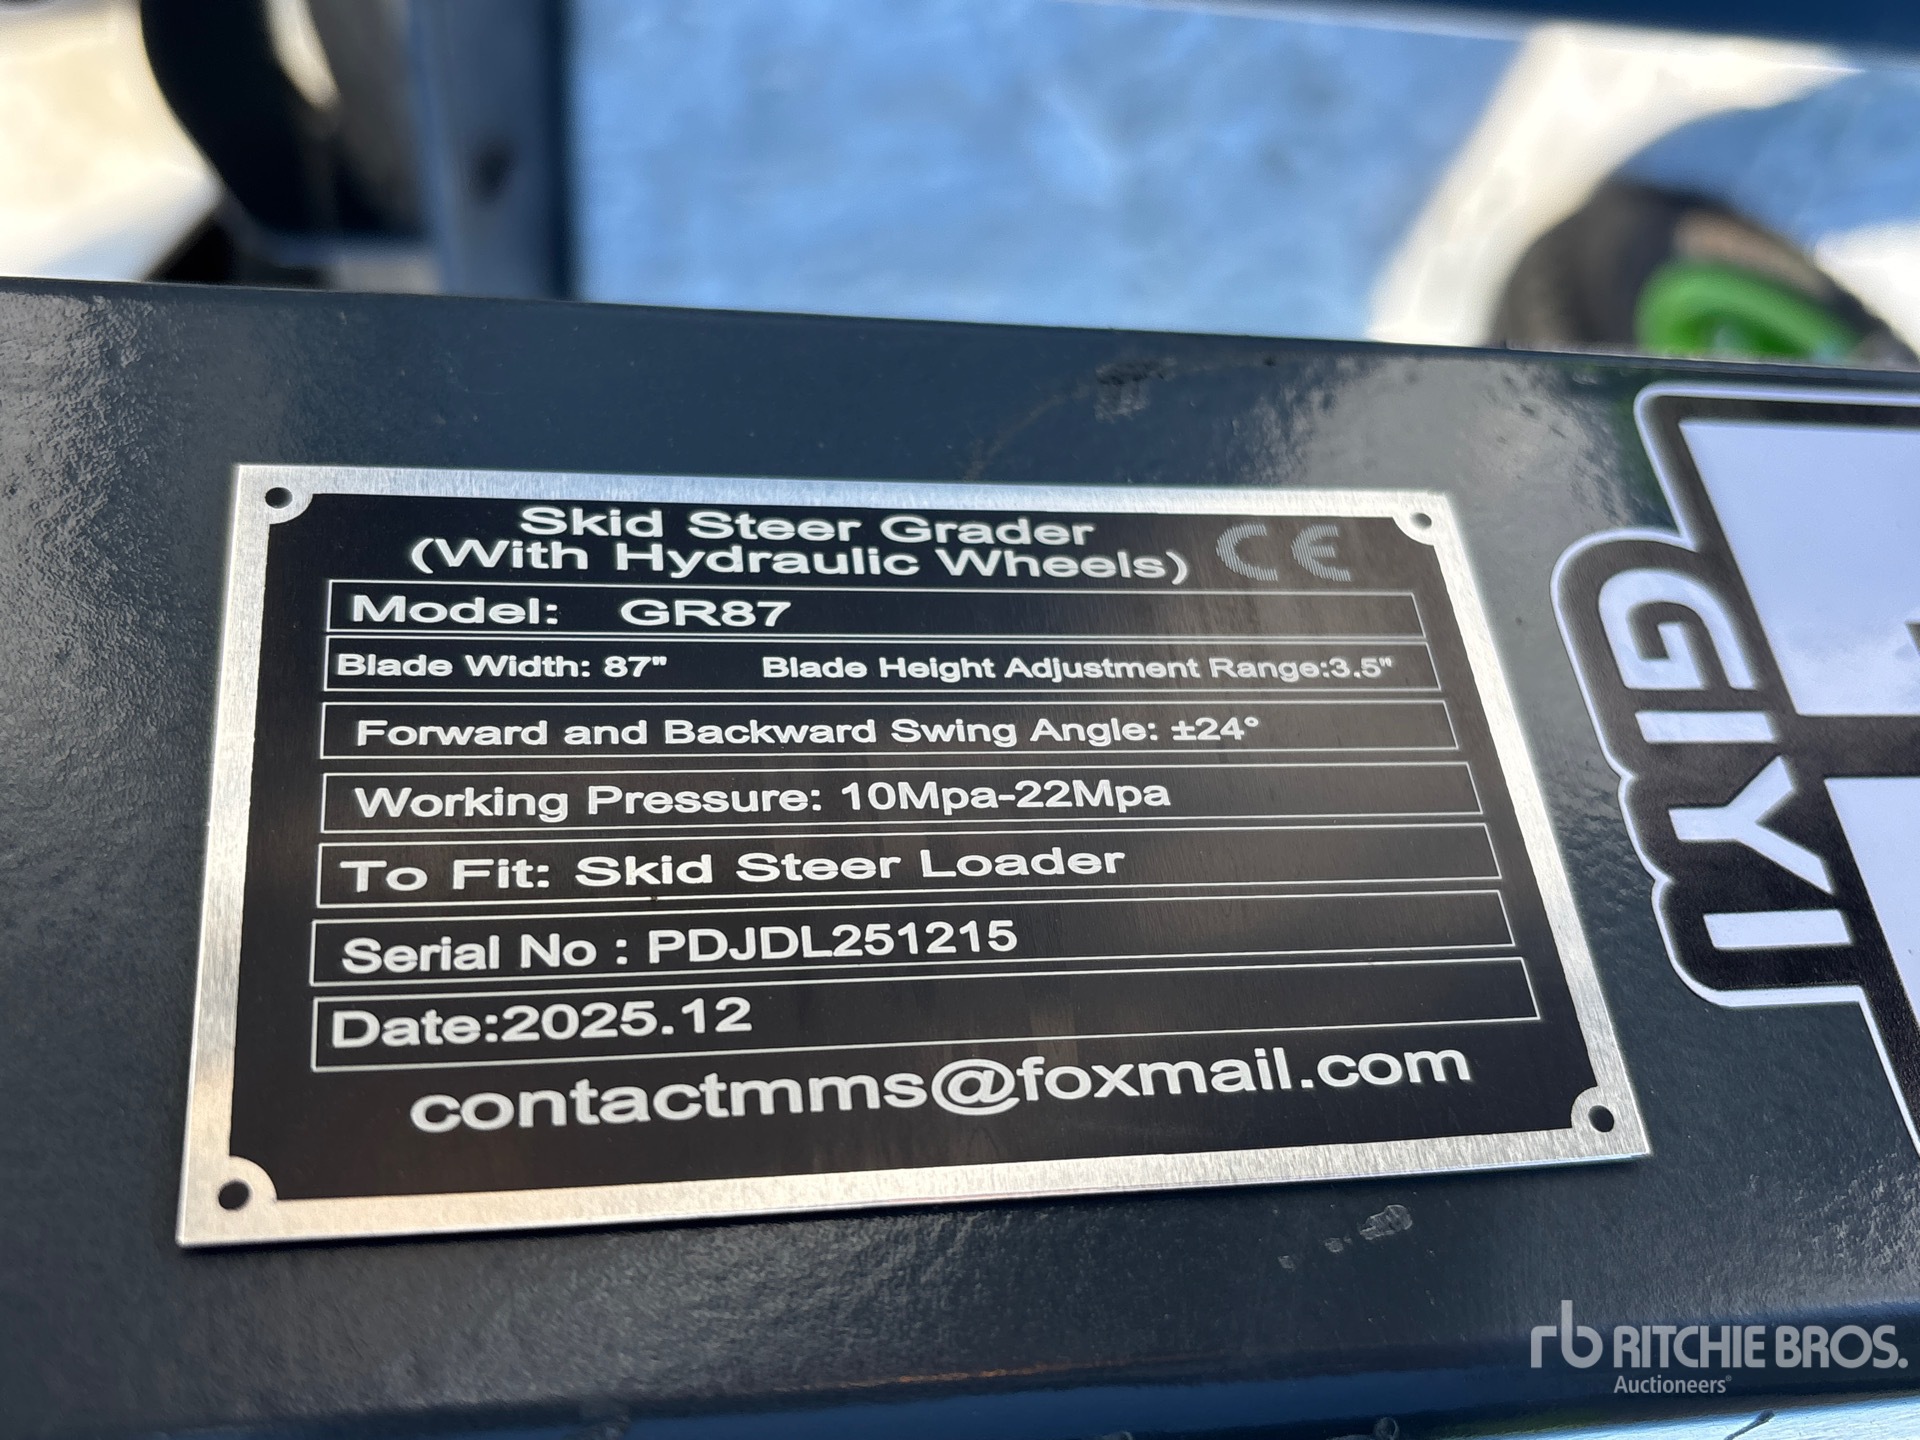 Skid Steer Grader
(With Hydraulic Wheels)
CE
Model: GR87
Blade Width: 87" Blade Height Adjustment Range:3.5"
Forward and Backward Swing Angle: ±24°
Working Pressure: 10Mpa-22Mpa
To Fit: Skid Steer Loader
Serial No : PDJDL251215
Date:2025.12
contactmms@foxmail.com
GIYI
rb RITCHIE BROS.
Auctioneers